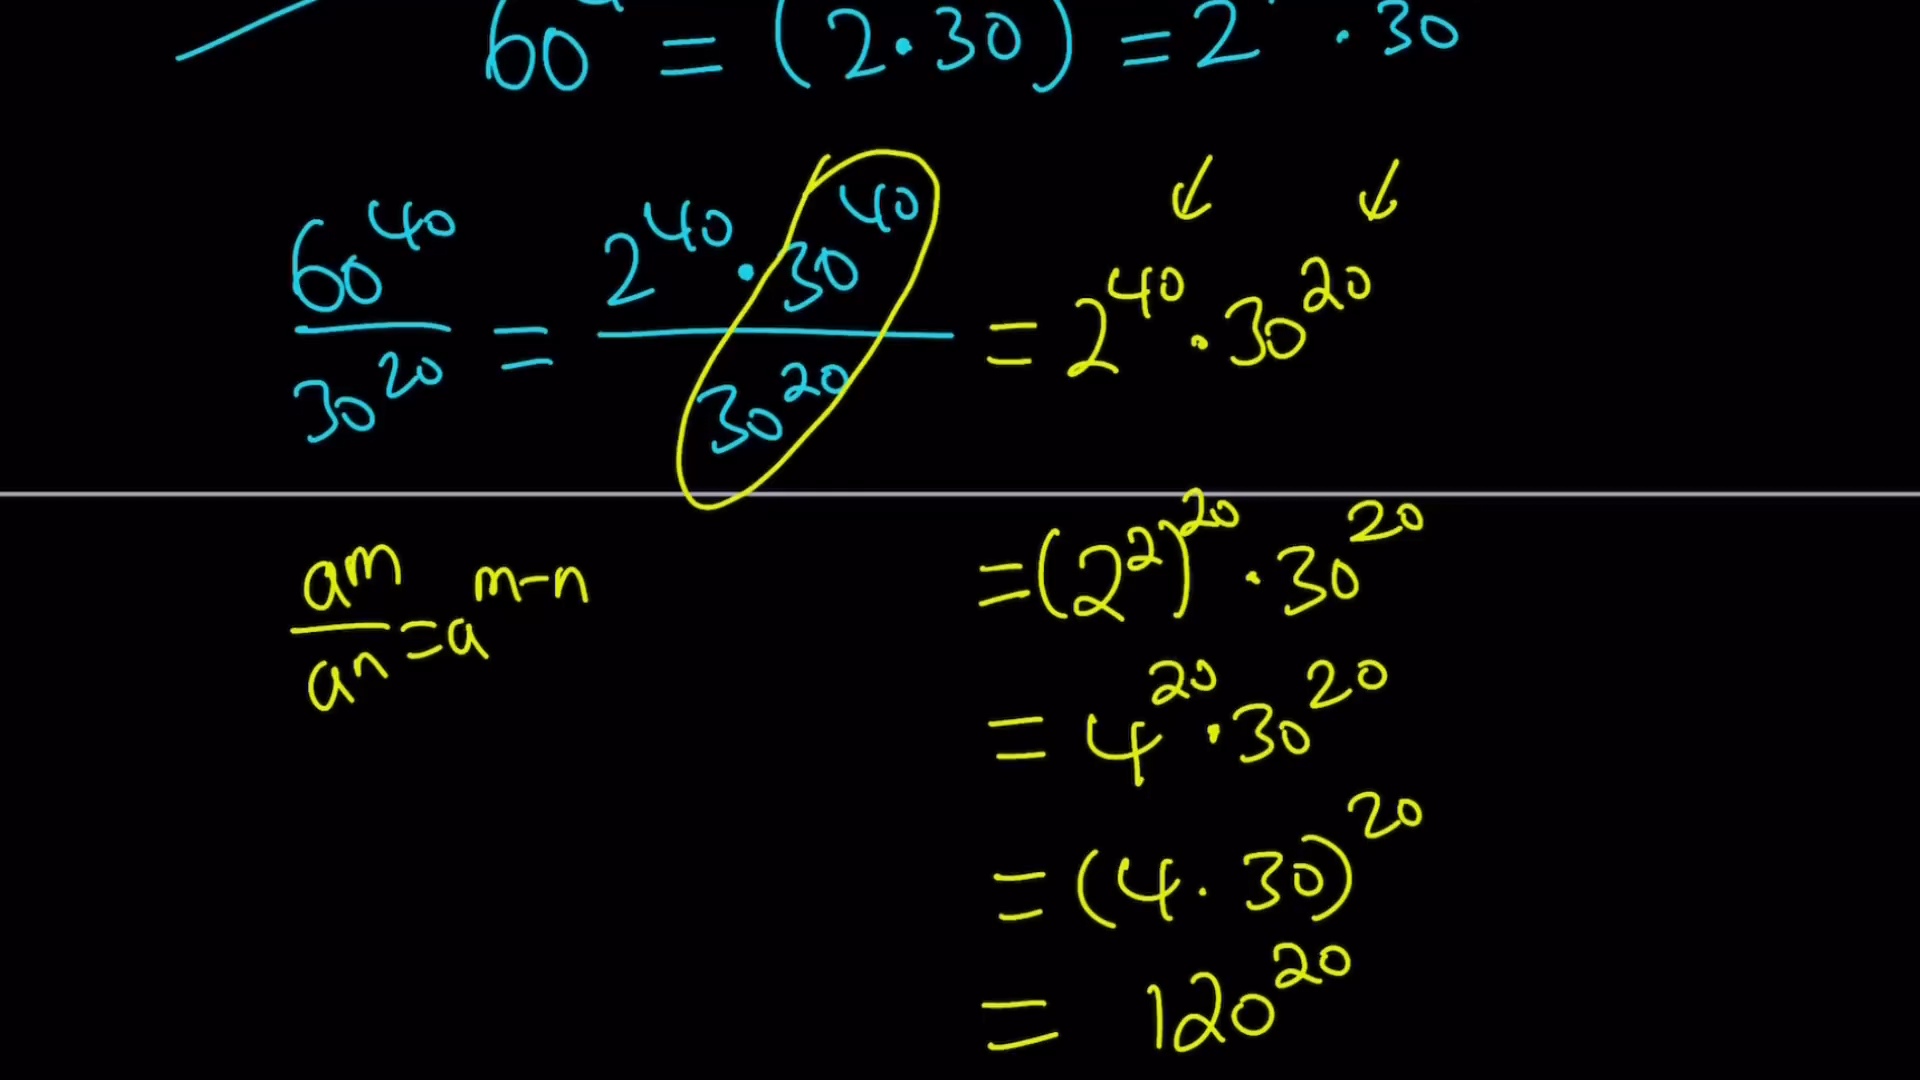 60 = (2·30) = 2 · 30
60^40 / 30^20 = 2^40 · 30^40 / 30^20 = 2^40 · 30^20
a^m / a^n = a^(m-n)
= (2^2)^20 · 30^20
= 4^20 · 30^20
= (4 · 30)^20
= 120^20